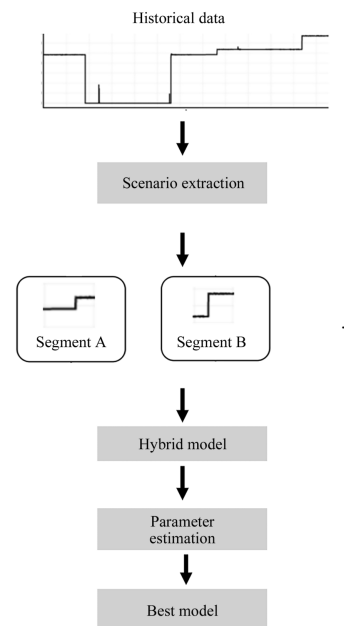 Historical data
Scenario extraction
Segment A
Segment B
Hybrid model
Parameter
estimation
Best model